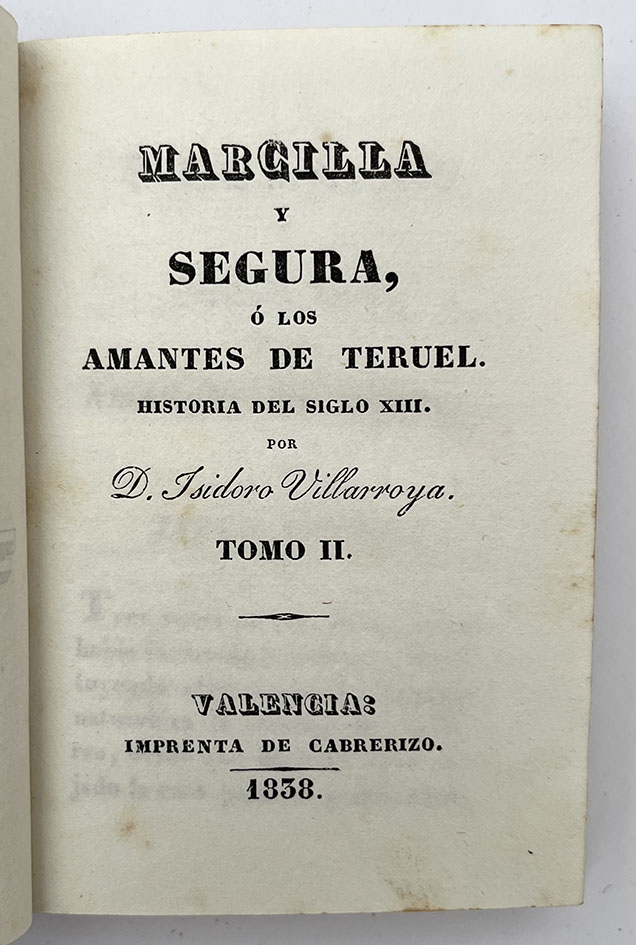 MARCILLA
Y
SEGURA,
Ó LOS
AMANTES DE TERUEL.
HISTORIA DEL SIGLO XIII.
POR
D. Isidoro Villarroya.
TOMO II.
VALENCIA:
IMPRENTA DE CABRERIZO.
1838.